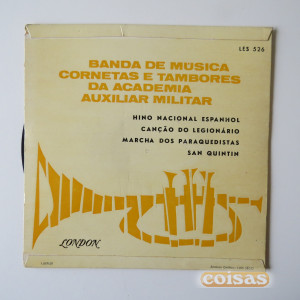 LES 526
BANDA DE MÚSICA
CORNETAS E TAMBORES
DA ACADEMIA
AUXILIAR MILITAR
HINO NACIONAL ESPANHOL
CANÇÃO DO LEGIONÁRIO
MARCHA DOS PARAQUEDISTAS
SAN QUINTIN
LONDON
coisas